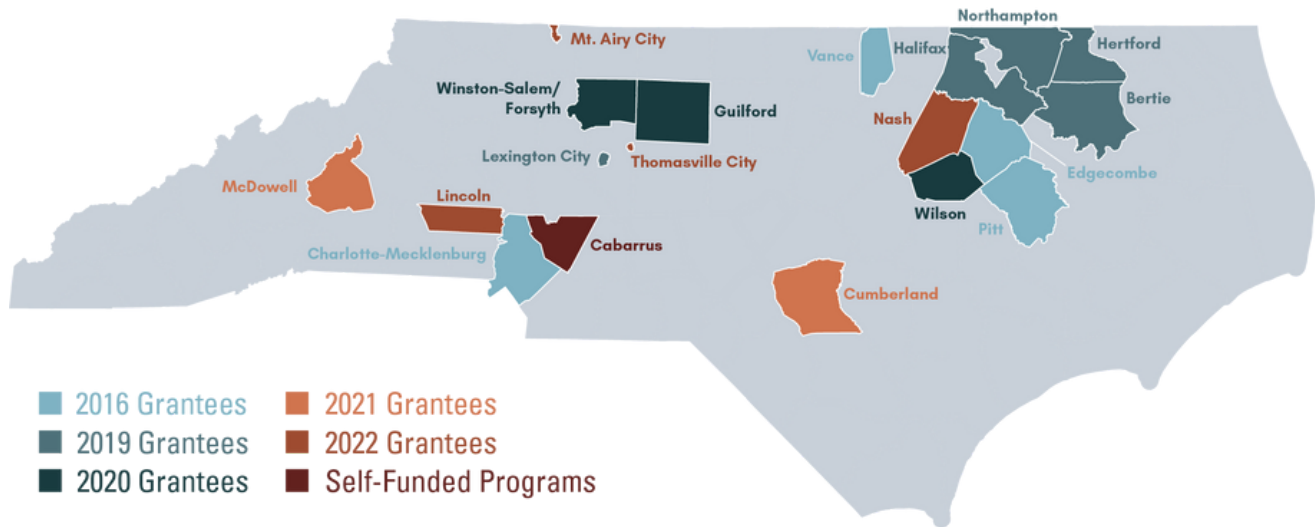 Northampton
Mt. Airy City
Vance
Halifax
Hertford
Winston-Salem/
Forsyth
Guilford
Bertie
Nash
Lexington City
Thomasville City
Edgecombe
McDowell
Lincoln
Wilson
Pitt
Charlotte-Mecklenburg
Cabarrus
Cumberland
2016 Grantees
2019 Grantees
2020 Grantees
2021 Grantees
2022 Grantees
Self-Funded Programs